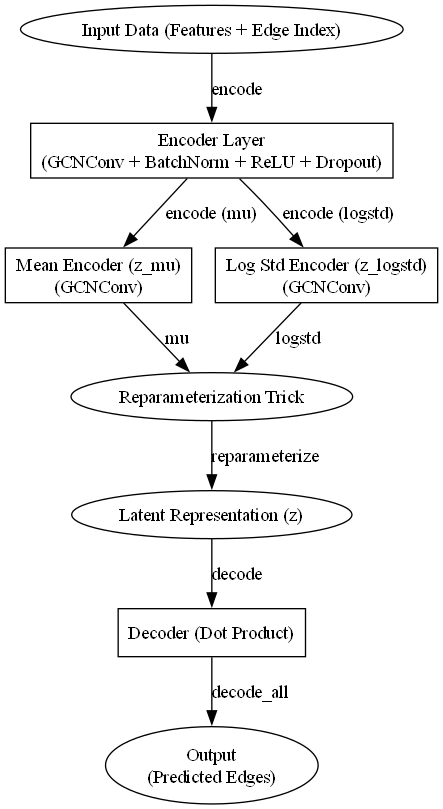 Input Data (Features + Edge Index)
encode
Encoder Layer
(GCNConv + BatchNorm + ReLU + Dropout)
encode (mu)
encode (logstd)
Mean Encoder (z_mu)
(GCNConv)
Log Std Encoder (z_logstd)
(GCNConv)
mu
logstd
Reparameterization Trick
reparameterize
Latent Representation (z)
decode
Decoder (Dot Product)
decode_all
Output
(Predicted Edges)